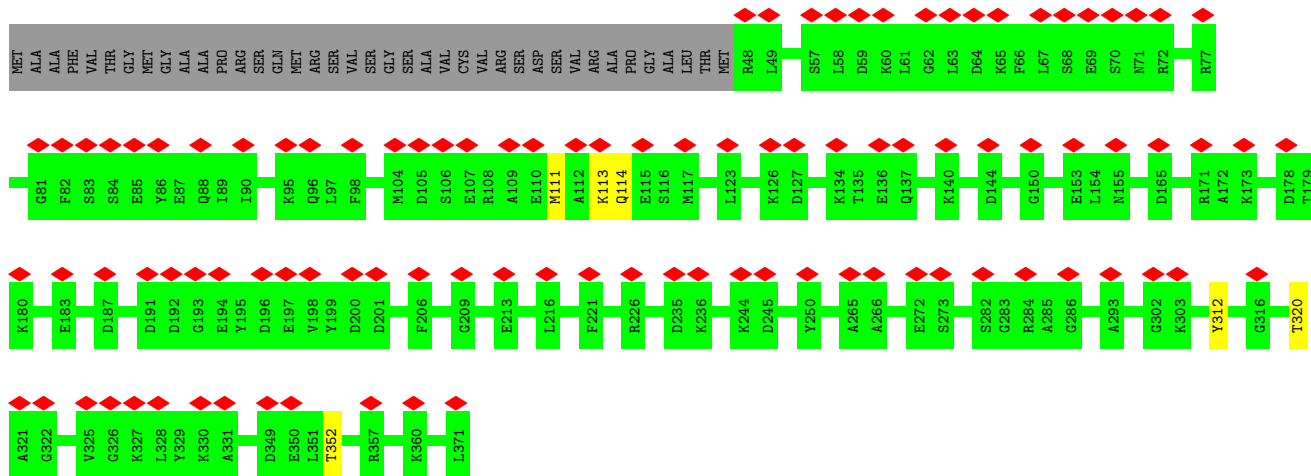 MET ALA ALA PHE VAL THR GLY MET GLY ALA ALA PRO ARG SER GLN MET ARG SER VAL SER GLY SER ALA VAL CYS VAL ARG SER ASP SER VAL ARG ALA PRO GLY ALA LEU THR MET R48 L49 S57 L58 D59 K60 L61 G62 L63 D64 K65 F66 L67 S68 E69 S70 N71 R72 R77
G81 F82 S83 S84 E85 Y86 E87 Q88 I89 I90 K95 Q96 L97 F98 M104 D105 S106 E107 R108 A109 E110 M111 A112 K113 Q114 E115 S116 M117 L123 K126 D127 K134 T135 E136 Q137 K140 D144 G150 E153 L154 N155 D165 R171 A172 K173 D178 T179
K180 E183 D187 D191 D192 G193 E194 Y195 D196 E197 V198 Y199 D200 D201 F206 G209 E213 L216 F221 R226 D235 K236 K244 D245 Y250 A265 A266 E272 S273 S282 G283 R284 A285 G286 A293 G302 K303 Y312 G316 T320
A321 G322 V325 G326 K327 L328 Y329 K330 A331 D349 E350 L351 T352 R357 K360 L371